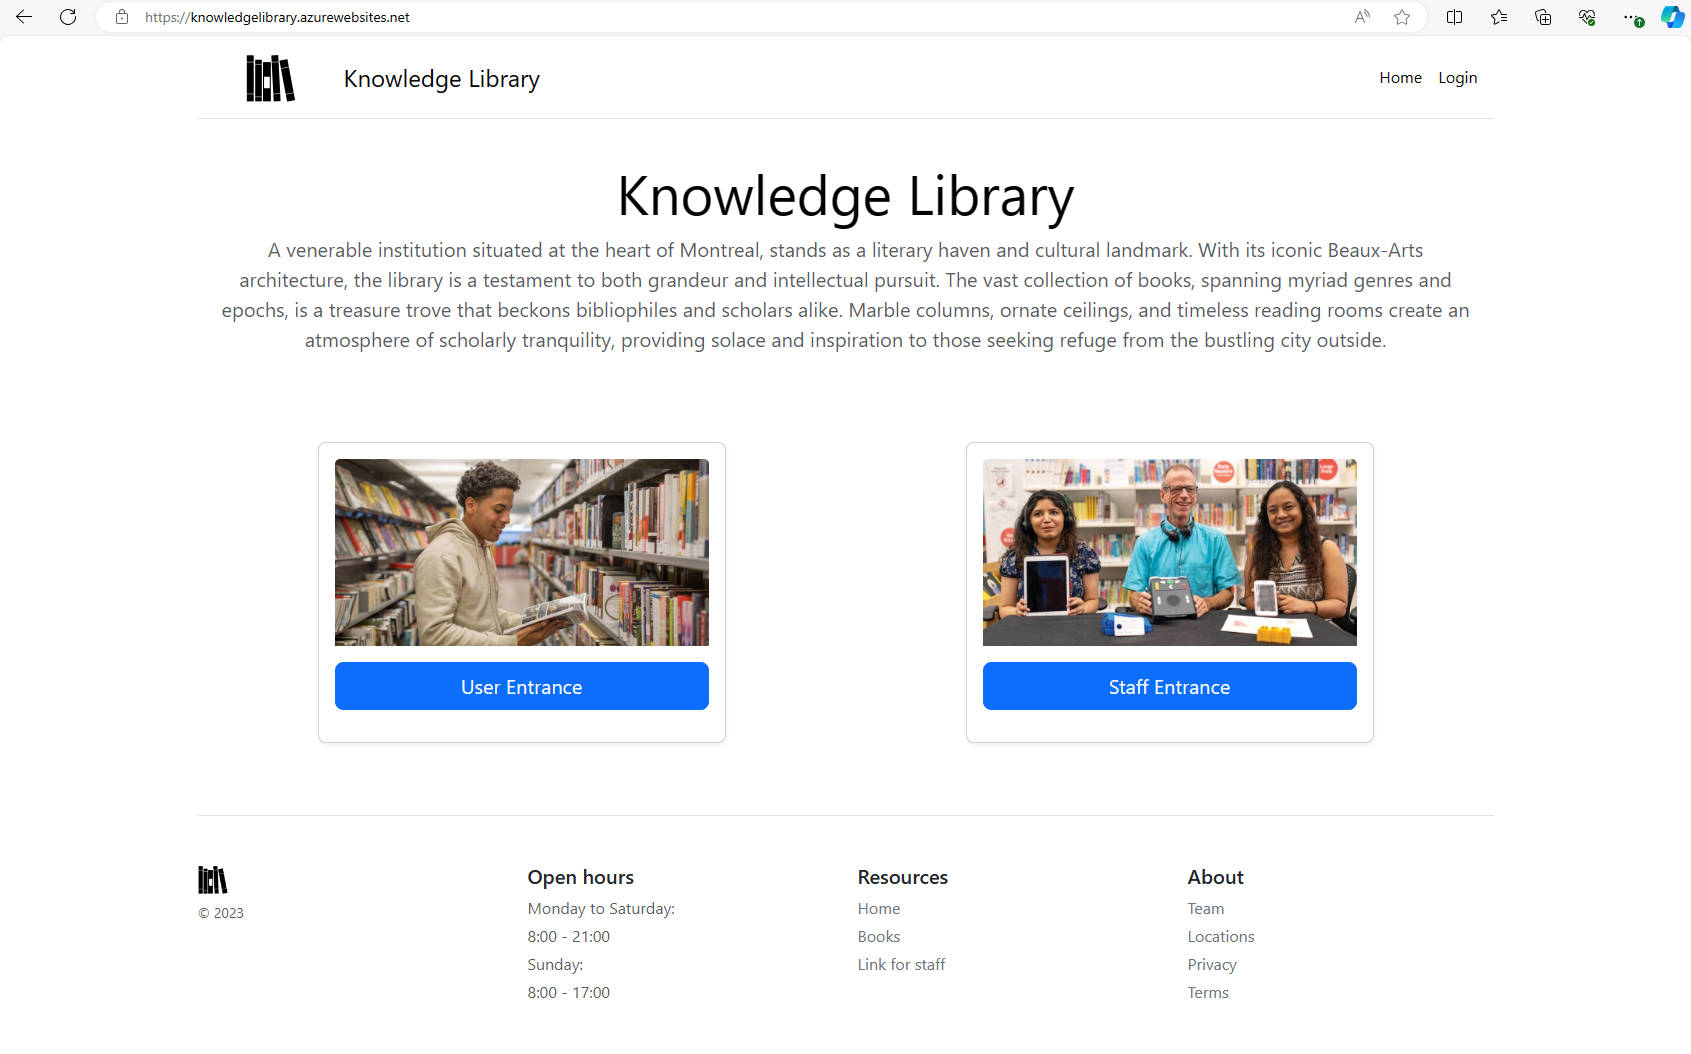 https://knowledgelibrary.azurewebsites.net
Knowledge Library
Home Login
Knowledge Library
A venerable institution situated at the heart of Montreal, stands as a literary haven and cultural landmark. With its iconic Beaux-Arts
architecture, the library is a testament to both grandeur and intellectual pursuit. The vast collection of books, spanning myriad genres and
epochs, is a treasure trove that beckons bibliophiles and scholars alike. Marble columns, ornate ceilings, and timeless reading rooms create an
atmosphere of scholarly tranquility, providing solace and inspiration to those seeking refuge from the bustling city outside.
User Entrance
Staff Entrance
© 2023
Open hours
Monday to Saturday:
8:00 - 21:00
Sunday:
8:00 - 17:00
Resources
Home
Books
Link for staff
About
Team
Locations
Privacy
Terms